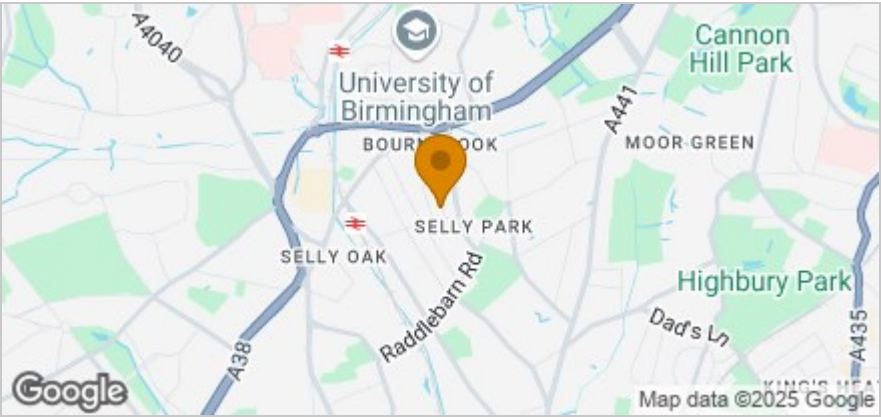 A4040
University of
Birmingham
Cannon
Hill Park
A441
MOOR GREEN
SELLY PARK
SELLY OAK
Raddlebarn Rd
Highbury Park
Dad's Ln
A435
A38
Google
Map data ©2025 Google